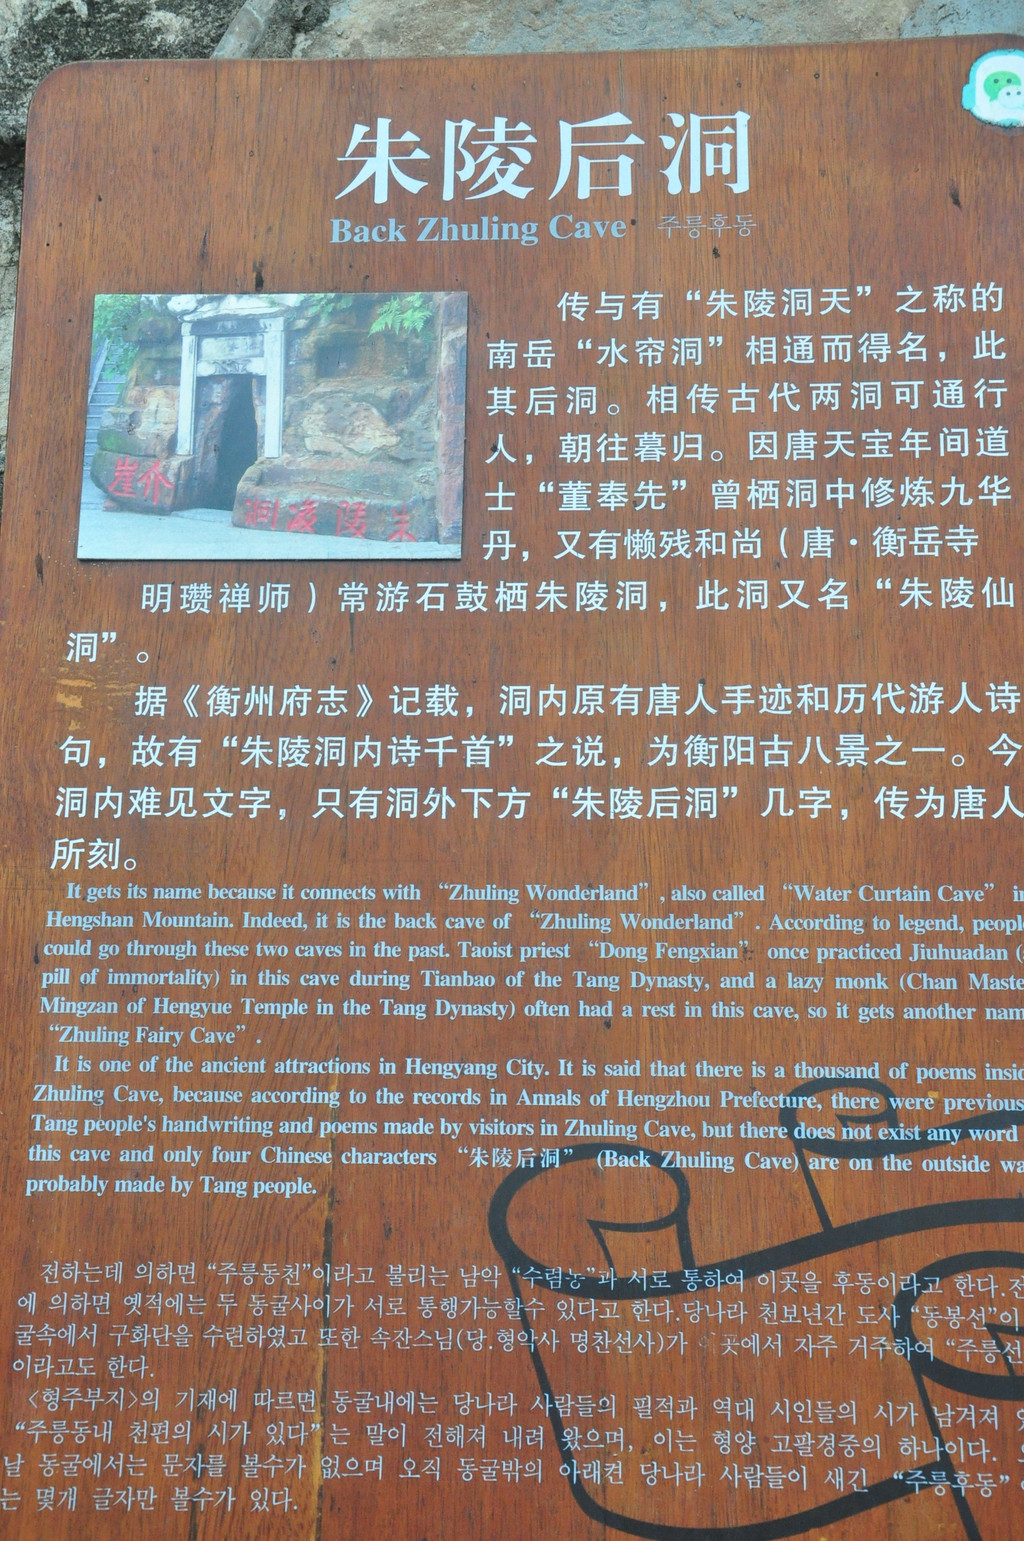 朱陵后洞
Back Zhuling Cave 주릉후동
传与有“朱陵洞天”之称的
南岳“水帘洞”相通而得名，此
其后洞。相传古代两洞可通行
人，朝往暮归。因唐天宝年间道
士“董奉先”曾栖洞中修炼九华
丹，又有懒残和尚（唐·衡岳寺
明瓒禅师）常游石鼓栖朱陵洞，此洞又名“朱陵仙
洞”。
据《衡州府志》记载，洞内原有唐人手迹和历代游人诗
句，故有“朱陵洞内诗千首”之说，为衡阳古八景之一。今
洞内难见文字，只有洞外下方“朱陵后洞”几字，传为唐人
所刻。
崖介
洞後陵朱
It gets its name because it connects with “Zhuling Wonderland”, also called “Water Curtain Cave” in
Hengshan Mountain. Indeed, it is the back cave of “Zhuling Wonderland”. According to legend, people
could go through these two caves in the past. Taoist priest “Dong Fengxian” once practiced Jiuhuadan (
pill of immortality) in this cave during Tianbao of the Tang Dynasty, and a lazy monk (Chan Maste
Mingzan of Hengyue Temple in the Tang Dynasty) often had a rest in this cave, so it gets another nam
“Zhuling Fairy Cave”.
It is one of the ancient attractions in Hengyang City. It is said that there is a thousand of poems insid
Zhuling Cave, because according to the records in Annals of Hengzhou Prefecture, there were previous
Tang people's handwriting and poems made by visitors in Zhuling Cave, but there does not exist any word
this cave and only four Chinese characters “朱陵后洞” (Back Zhuling Cave) are on the outside wa
probably made by Tang people.
전하는데 의하면 “주릉동천”이라고 불리는 남악 “수렴동”과 서로 통하여 이곳을 후동이라고 한다.전
에 의하면 옛적에는 두 동굴사이가 서로 통행가능할수 있다고 한다.당나라 천보년간 도사 “동봉선”이
굴속에서 구화단을 수련하였고 또한 속잔스님(당.형악사 명찬선사)가 곳에서 자주 거주하여 “주릉선
이라고도 한다.
<형주부지>의 기재에 따르면 동굴내에는 당나라 사람들의 필적과 역대 시인들의 시가 남겨져
“주릉동내 천편의 시가 있다”는 말이 전해져 내려 왔으며, 이는 형양 고팔경중의 하나이다.
날 동굴에서는 문자를 볼수가 없으며 오직 동굴밖의 아래켠 당나라 사람들이 새긴 “주릉후동”
는 몇개 글자만 볼수가 있다.